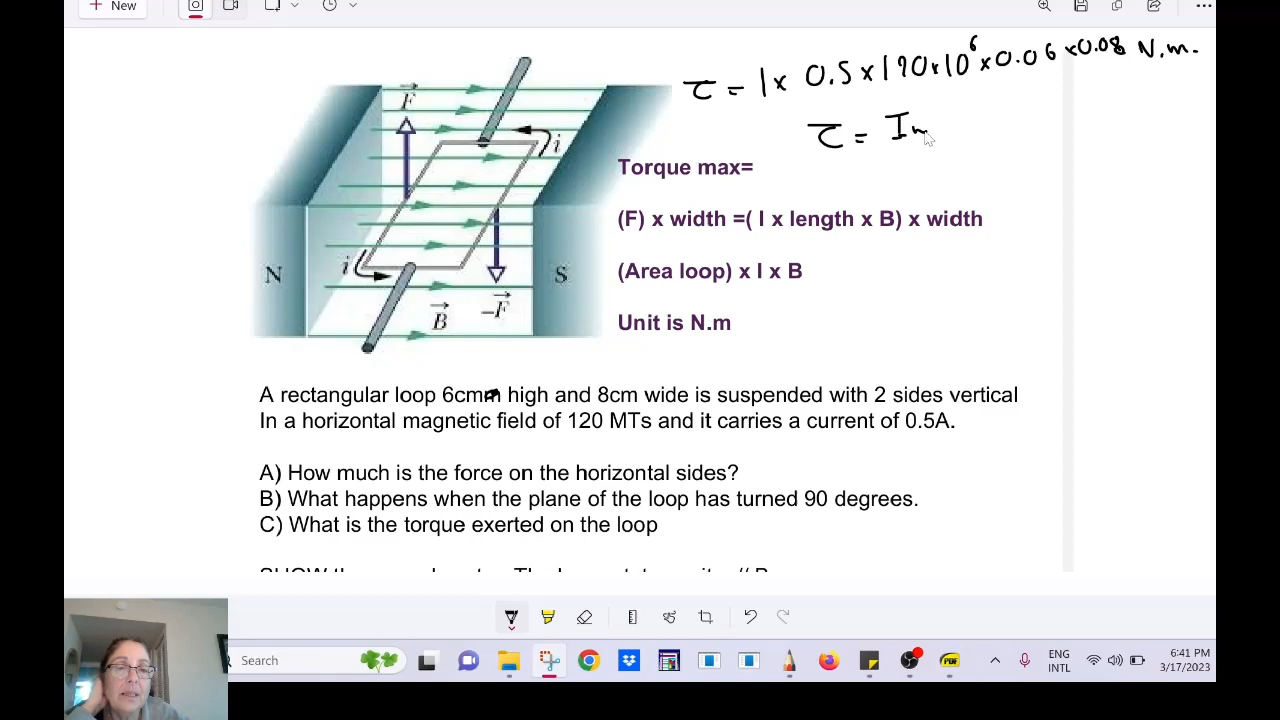 New
τ = 1 x 0.5 x 120 x 10⁶ x 0.06 x 0.08 N.m.
τ = In
F
i
Torque max=
(F) x width =( I x length x B) x width
N
i
S
(Area loop) x I x B
B
–F
Unit is N.m
A rectangular loop 6cm high and 8cm wide is suspended with 2 sides vertical
In a horizontal magnetic field of 120 MTs and it carries a current of 0.5A.
A) How much is the force on the horizontal sides?
B) What happens when the plane of the loop has turned 90 degrees.
C) What is the torque exerted on the loop
Search
PDF
ENG
INTL
6:41 PM
3/17/2023